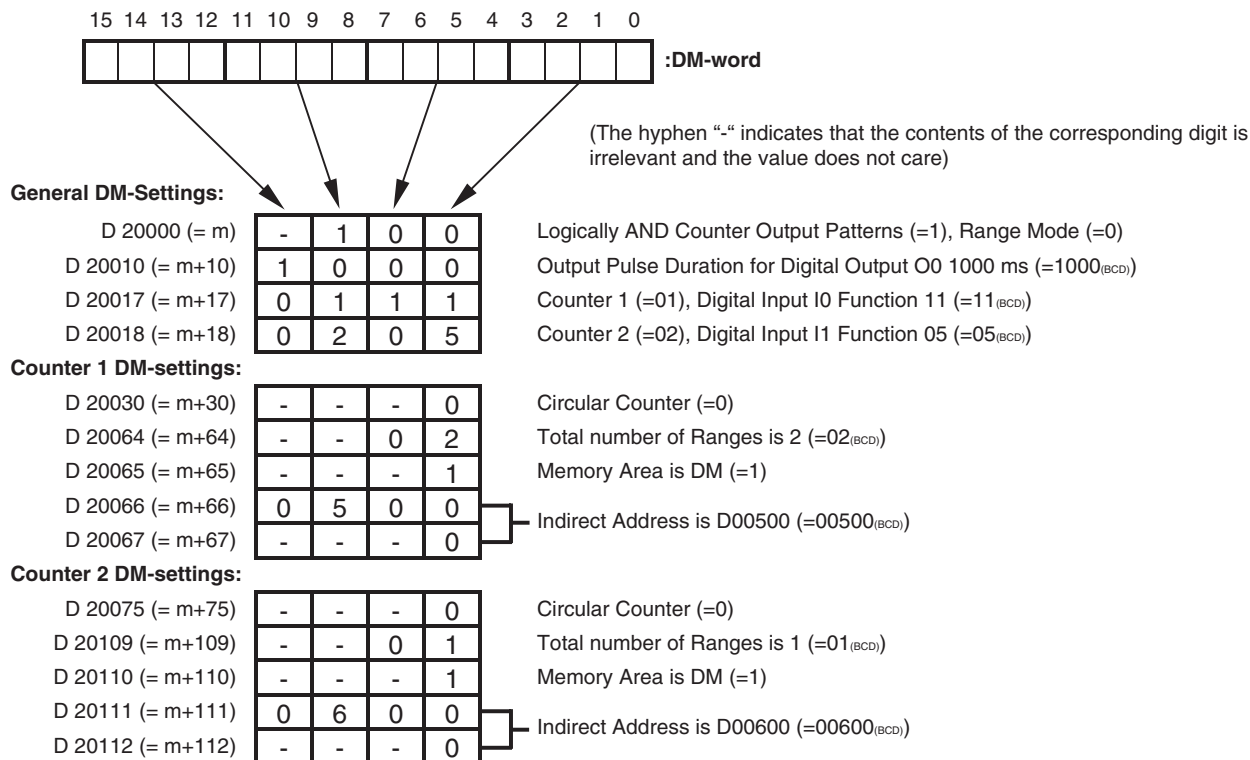 15 14 13 12 11 10 9 8 7 6 5 4 3 2 1 0
:DM-word
(The hyphen “-“ indicates that the contents of the corresponding digit is
irrelevant and the value does not care)
General DM-Settings:
D 20000 (= m) - 1 0 0 Logically AND Counter Output Patterns (=1), Range Mode (=0)
D 20010 (= m+10) 1 0 0 0 Output Pulse Duration for Digital Output O0 1000 ms (=1000(BCD))
D 20017 (= m+17) 0 1 1 1 Counter 1 (=01), Digital Input I0 Function 11 (=11(BCD))
D 20018 (= m+18) 0 2 0 5 Counter 2 (=02), Digital Input I1 Function 05 (=05(BCD))
Counter 1 DM-settings:
D 20030 (= m+30) - - - 0 Circular Counter (=0)
D 20064 (= m+64) - - 0 2 Total number of Ranges is 2 (=02(BCD))
D 20065 (= m+65) - - - 1 Memory Area is DM (=1)
D 20066 (= m+66) 0 5 0 0
Indirect Address is D00500 (=00500(BCD))
D 20067 (= m+67) - - - 0
Counter 2 DM-settings:
D 20075 (= m+75) - - - 0 Circular Counter (=0)
D 20109 (= m+109) - - 0 1 Total number of Ranges is 1 (=01(BCD))
D 20110 (= m+110) - - - 1 Memory Area is DM (=1)
D 20111 (= m+111) 0 6 0 0
Indirect Address is D00600 (=00600(BCD))
D 20112 (= m+112) - - - 0